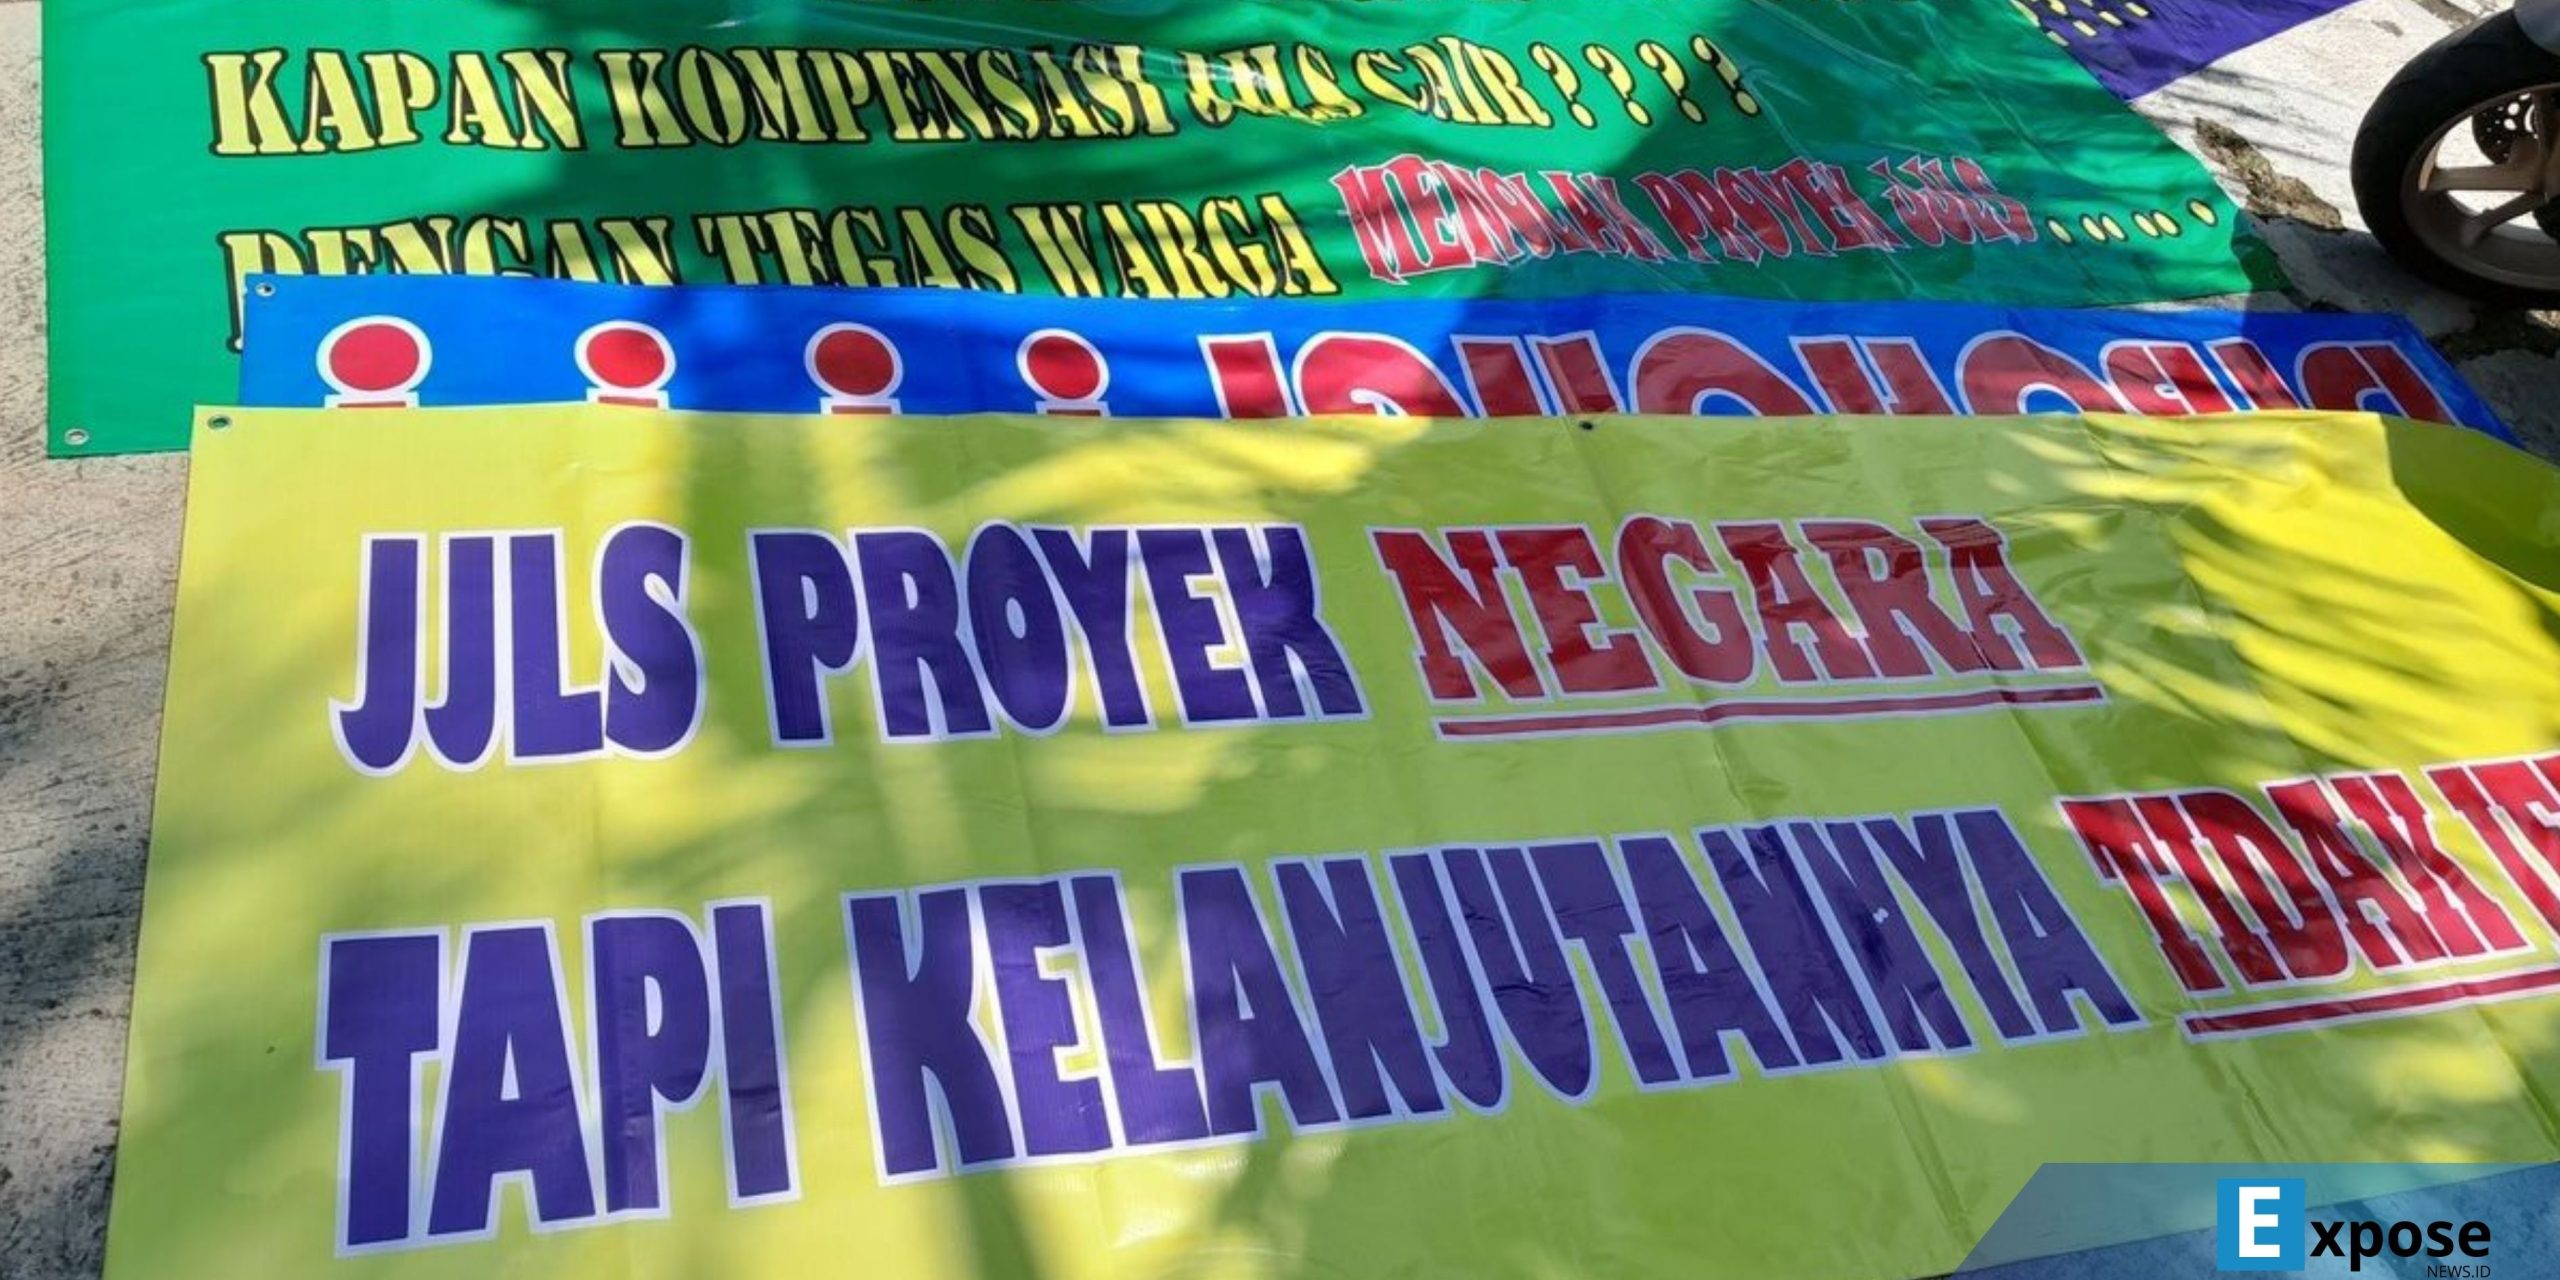 KAPAN KOMPENSASI JJLS CAIR ? ? ? ?
DENGAN TEGAS WARGA MENOLAK PROYEK JJLS . . . . . . .
JJLS PROYEK NEGARA
TAPI KELANJUTANNYA TIDAK
Expose
NEWS.ID